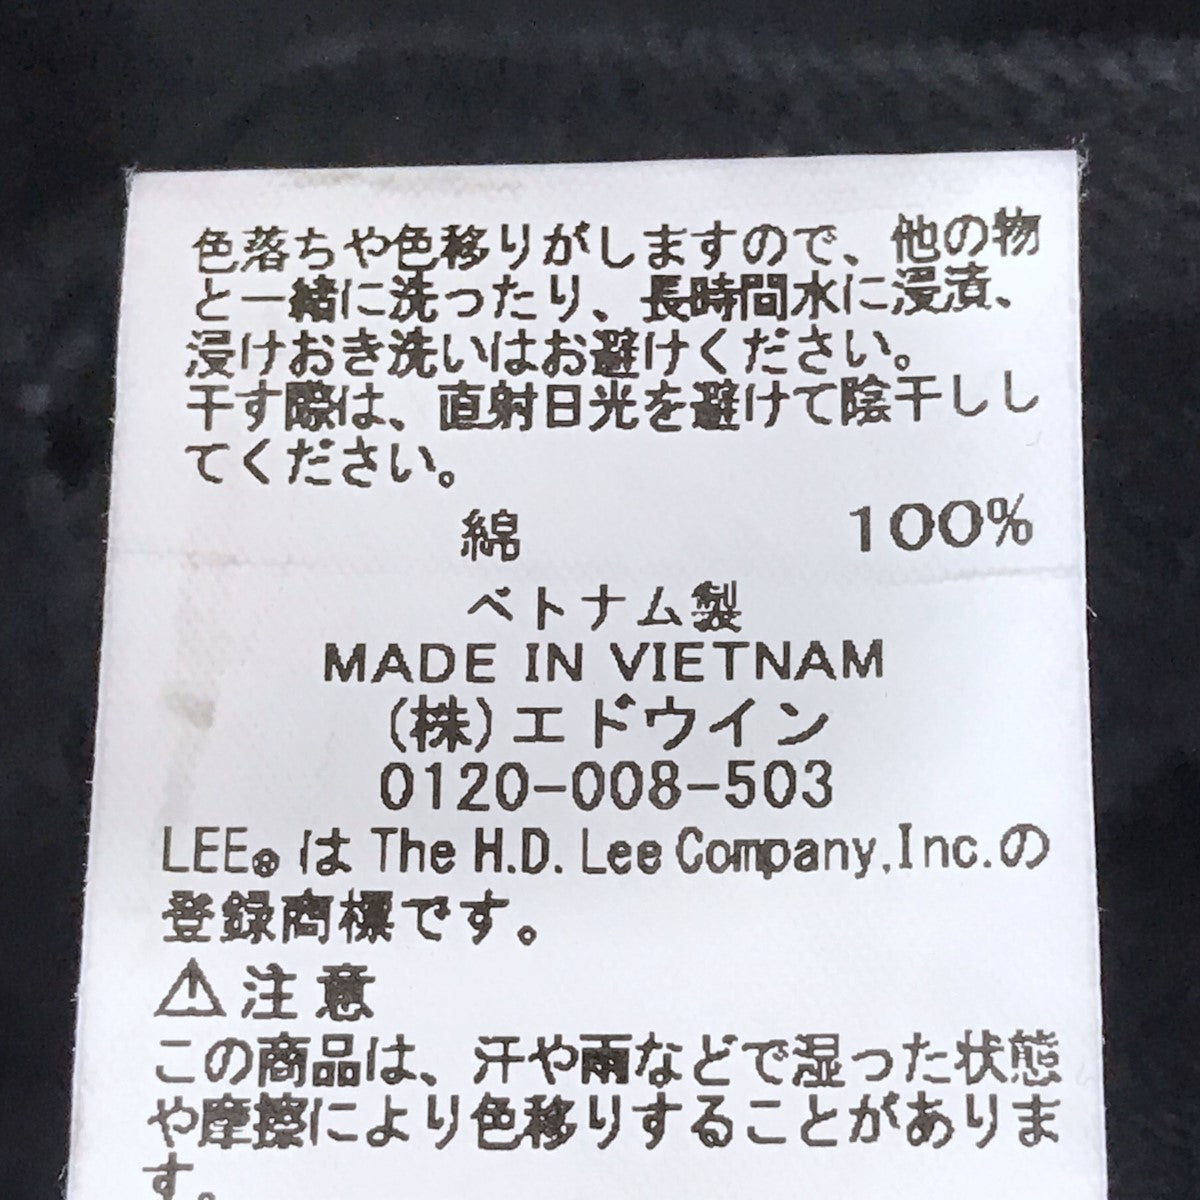 色落ちや色移りがしますので、他の物
と一緒に洗ったり、長時間水に浸漬、
浸けおき洗いはお避けください。
干す際は、直射日光を避けて陰干しし
てください。
綿 100%
ベトナム製
MADE IN VIETNAM
(株)エドウイン
0120-008-503
LEE®は The H.D. Lee Company,Inc.の
登録商標です。
⚠注意
この商品は、汗や雨などで湿った状態
や摩擦により色移りすることがありま
す。